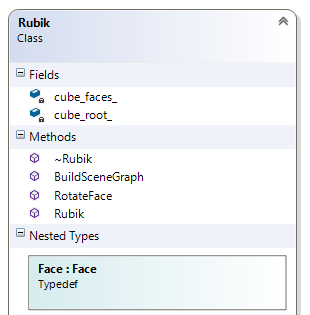 Rubik
Class
Fields
cube_faces_
cube_root_
Methods
~Rubik
BuildSceneGraph
RotateFace
Rubik
Nested Types
Face : Face
Typedef